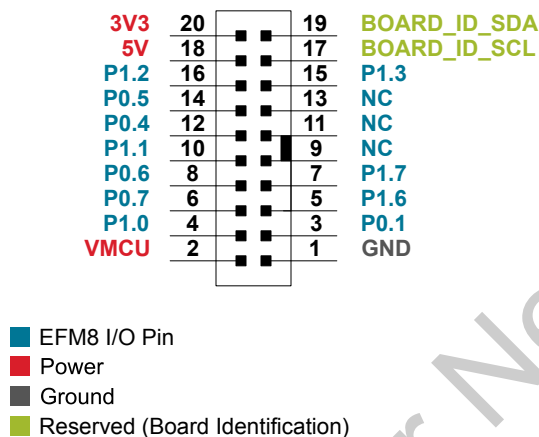 3V3 20 19 BOARD_ID_SDA
5V 18 17 BOARD_ID_SCL
P1.2 16 15 P1.3
P0.5 14 13 NC
P0.4 12 11 NC
P1.1 10 9 NC
P0.6 8 7 P1.7
P0.7 6 5 P1.6
P1.0 4 3 P0.1
VMCU 2 1 GND
EFM8 I/O Pin
Power
Ground
Reserved (Board Identification)